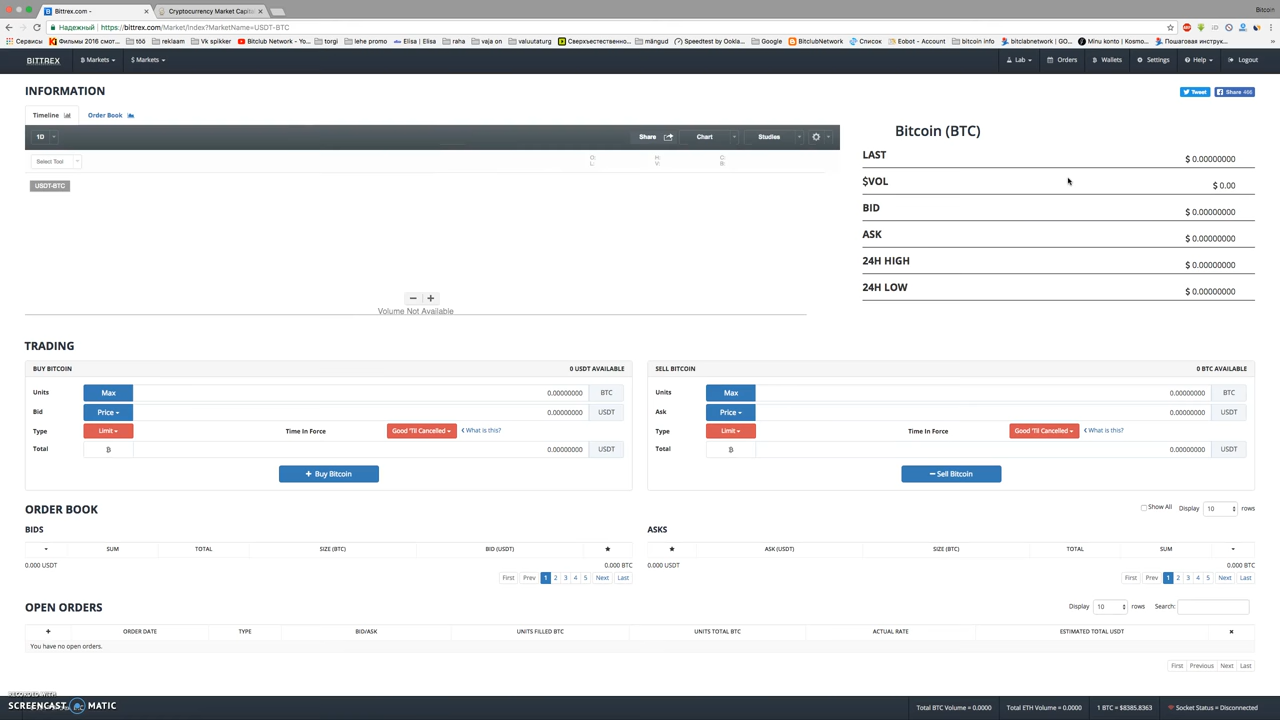 Bittrex.com -
Cryptocurrency Market Capit
Bitcoin
Надежный https://bittrex.com/Market/Index?MarketName=USDT-BTC
Сервисы Фильмы 2016 смот... töö reklaam Vk spikker Bitclub Network - Yo... torgi lehe promo Elisa | Elisa raha vaja on valuutaturg Сверхъестественно... mängud Speedtest by Ookla... Google BitclubNetwork Список Eobot - Account bitcoin info bitclabnetwork | GO... Minu konto | Kosmo... Пошаговая инструк... »
BITTREX Markets $ Markets Lab Orders Wallets Settings Help Logout
INFORMATION
Tweet Share 488
Timeline Order Book
1D Share Chart Studies
Select Tool
USDT-BTC
Volume Not Available
Bitcoin (BTC)
LAST $ 0.00000000
$VOL $ 0.00
BID $ 0.00000000
ASK $ 0.00000000
24H HIGH $ 0.00000000
24H LOW $ 0.00000000
TRADING
BUY BITCOIN 0 USDT AVAILABLE
Units Max 0.00000000 BTC
Bid Price 0.00000000 USDT
Type Limit Time In Force Good 'Til Cancelled What is this?
Total 0.00000000 USDT
+ Buy Bitcoin
SELL BITCOIN 0 BTC AVAILABLE
Units Max 0.00000000 BTC
Ask Price 0.00000000 USDT
Type Limit Time In Force Good 'Til Cancelled What is this?
Total 0.00000000 USDT
− Sell Bitcoin
ORDER BOOK
Show All Display 10 rows
BIDS
SUM TOTAL SIZE (BTC) BID (USDT)
0.000 USDT 0.000 BTC
First Prev 1 2 3 4 5 Next Last
ASKS
ASK (USDT) SIZE (BTC) TOTAL SUM
0.000 USDT 0.000 BTC
First Prev 1 2 3 4 5 Next Last
OPEN ORDERS
Display 10 rows Search:
+ ORDER DATE TYPE BID/ASK UNITS FILLED BTC UNITS TOTAL BTC ACTUAL RATE ESTIMATED TOTAL USDT
You have no open orders.
First Previous Next Last
RECORDED WITH
SCREENCAST MATIC
Total BTC Volume = 0.0000 Total ETH Volume = 0.0000 1 BTC = $8385.8363 Socket Status = Disconnected